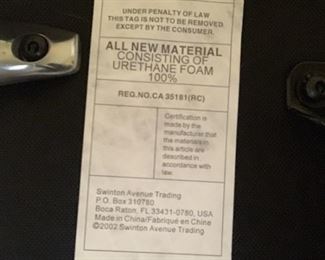 UNDER PENALTY OF LAW
THIS TAG IS NOT TO BE REMOVED
EXCEPT BY THE CONSUMER.
ALL NEW MATERIAL
CONSISTING OF
URETHANE FOAM
100%
REG.NO.CA 35181(RC)
Certification is
made by the
manufacturer that
the materials in
this article are
described in
accordance with
law.
Swinton Avenue Trading
P.O. Box 310780
Boca Raton, FL 33431-0780, USA
Made in China/Fabriqué en China
©2002 Swinton Avenue Trading